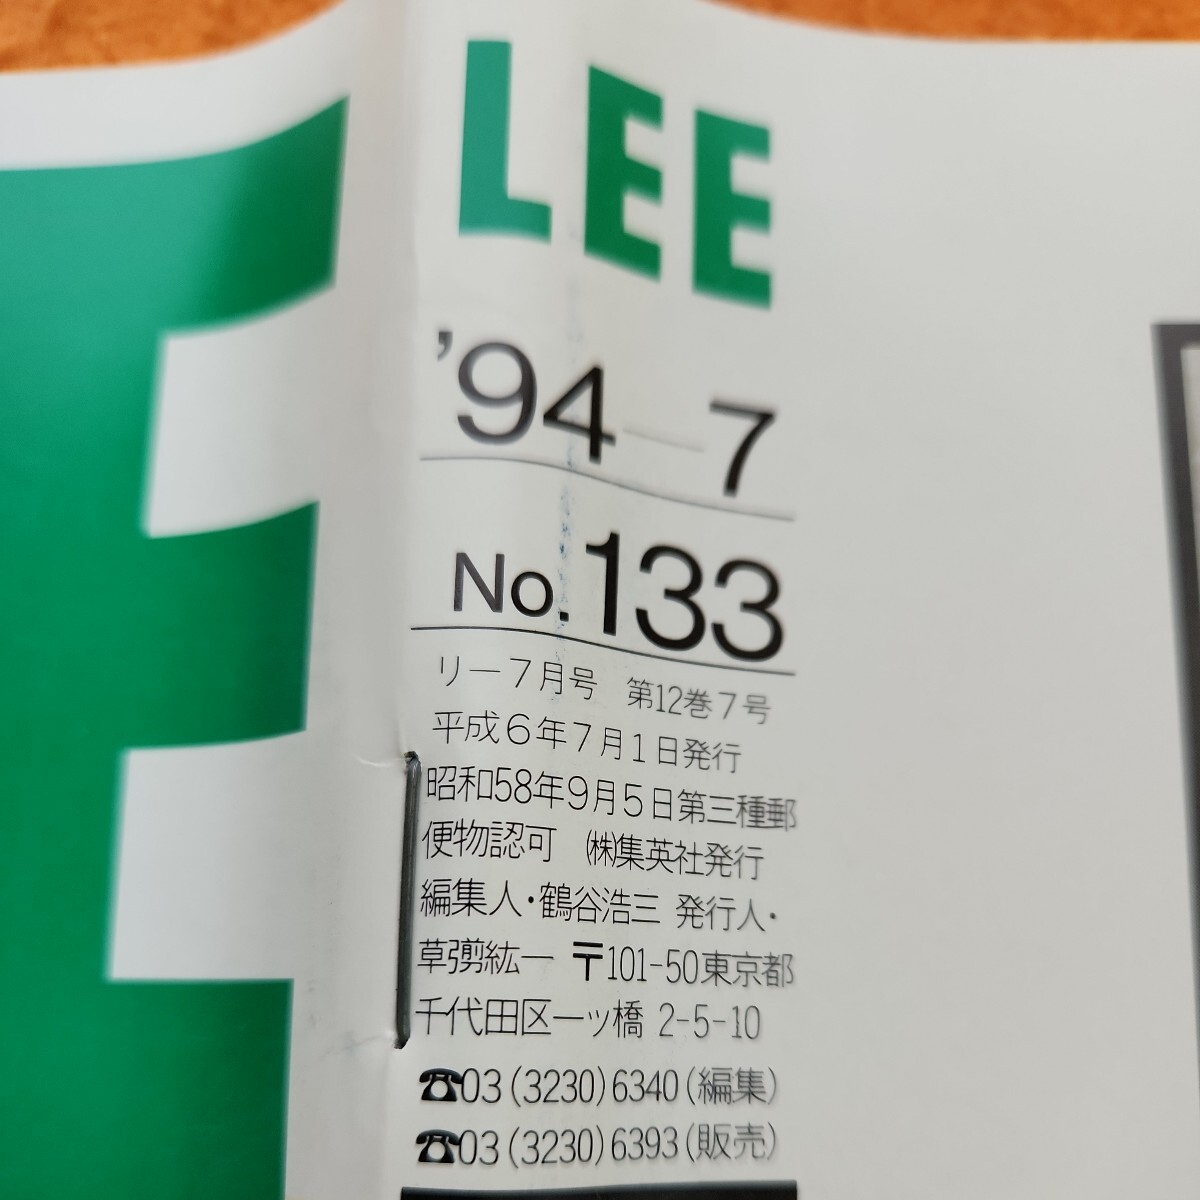 LEE
’94—7
No.133
リー7月号 第12巻7号
平成6年7月1日発行
昭和58年9月5日第三種郵
便物認可 ㈱集英社発行
編集人・鶴谷浩三 発行人・
草彅紘一 〒101-50東京都
千代田区一ッ橋 2-5-10
☎03(3230)6340(編集)
☎03(3230)6393(販売)